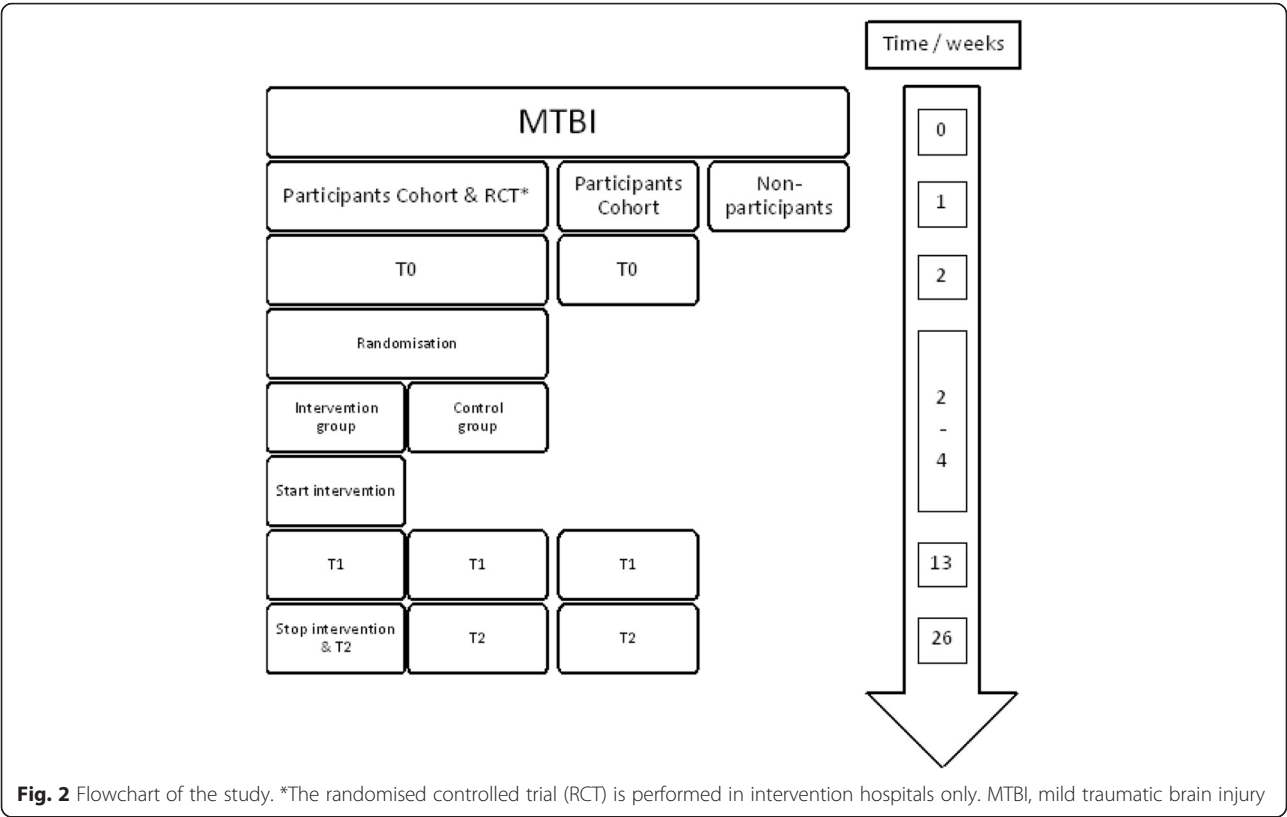 Time / weeks
MTBI
0
Participants Cohort & RCT*
Participants
Cohort
Non-
participants
1
T0
T0
2
Randomisation
Intervention
group
Control
group
2
-
4
Start intervention
T1
T1
T1
13
Stop intervention
& T2
T2
T2
26
Fig. 2 Flowchart of the study. *The randomised controlled trial (RCT) is performed in intervention hospitals only. MTBI, mild traumatic brain injury